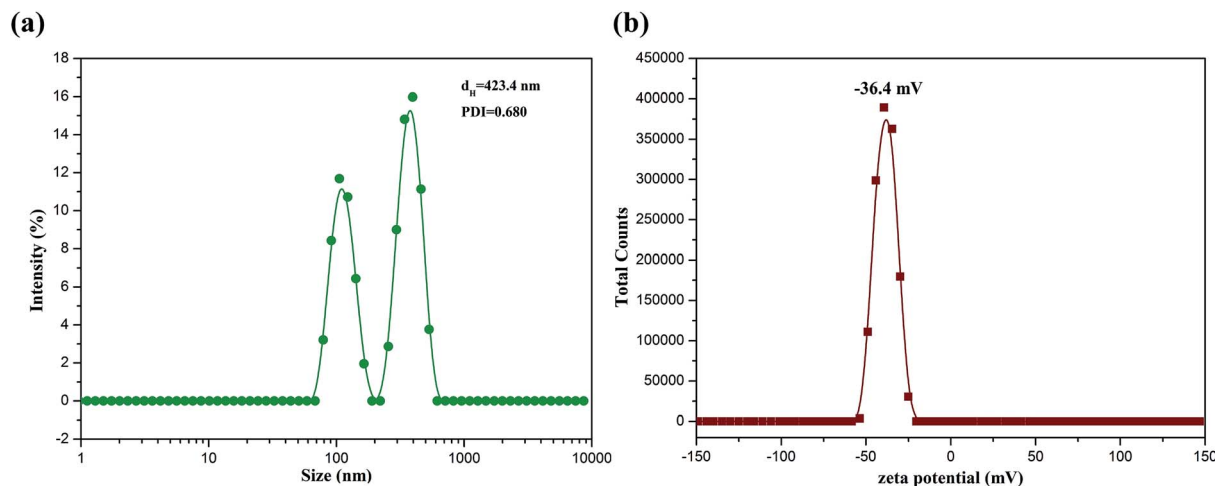 (a)
18
16
14
12
10
8
6
4
2
0
-2
Intensity (%)
d_H=423.4 nm
PDI=0.680
1 10 100 1000 10000
Size (nm)
(b)
450000
400000
350000
300000
250000
200000
150000
100000
50000
0
Total Counts
-36.4 mV
-150 -100 -50 0 50 100 150
zeta potential (mV)